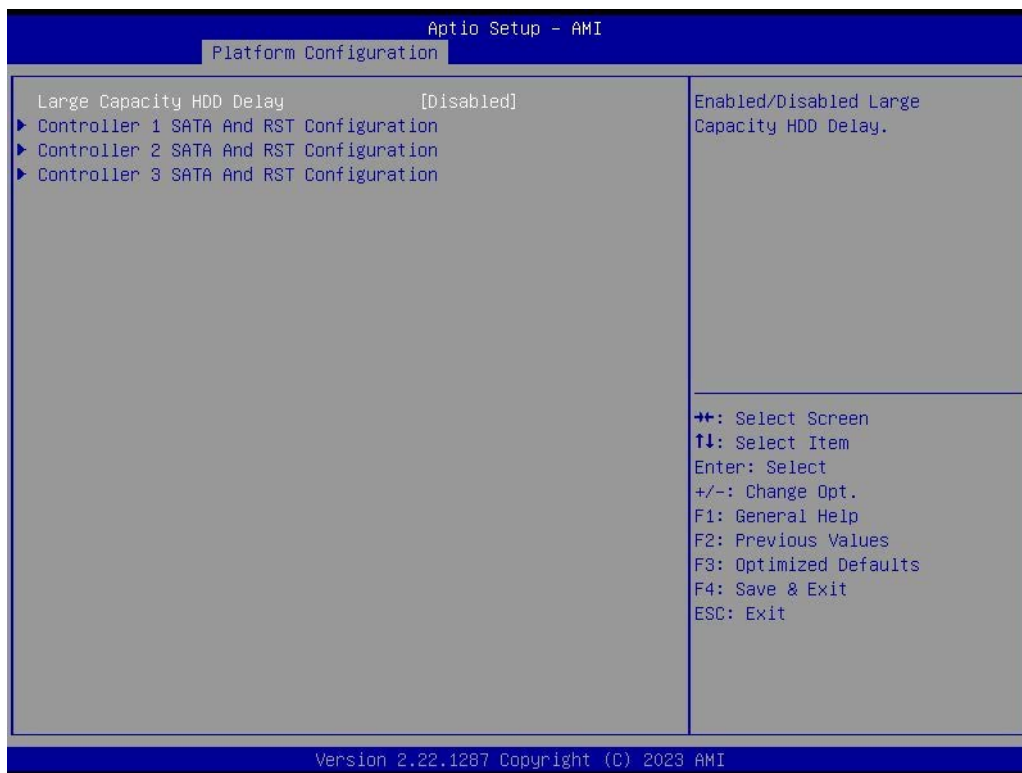 Aptio Setup – AMI
Platform Configuration
Large Capacity HDD Delay [Disabled]
▶ Controller 1 SATA And RST Configuration
▶ Controller 2 SATA And RST Configuration
▶ Controller 3 SATA And RST Configuration
Enabled/Disabled Large
Capacity HDD Delay.
→←: Select Screen
↑↓: Select Item
Enter: Select
+/-: Change Opt.
F1: General Help
F2: Previous Values
F3: Optimized Defaults
F4: Save & Exit
ESC: Exit
Version 2.22.1287 Copyright (C) 2023 AMI